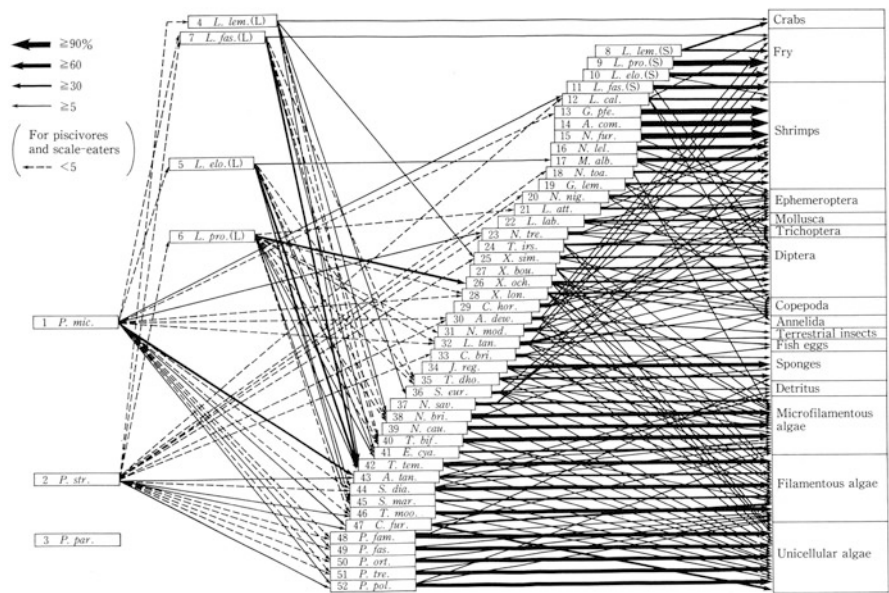 ≧90%
≧60
≧30
≧5
For
piscivores
and scale-eaters
<5
4 L. lem.(L)
7 L. fas.(L)
5 L. elo.(L)
6 L. pro.(L)
1 P. mic.
2 P. str.
3 P. par.
8 L. lem.(S)
9 L. pro.(S)
10 L. elo.(S)
11 L. fas.(S)
12 L. cal.
13 G. pfe.
14 A. com.
15 N. fur.
16 N. lel.
17 M. alb.
18 N. toa.
19 G. lem.
20 N. nig.
21 L. att.
22 L. lab.
23 N. tre.
24 T. irs.
25 X. sim.
27 X. bou.
26 X. och.
28 X. lon.
29 C. hor.
30 A. dew.
31 N. mod.
32 L. tan.
33 C. bri.
34 J. reg.
35 T. dho.
36 S. eur.
37 N. sav.
38 N. bri.
39 N. cau.
40 T. bif.
41 E. cya.
42 T. tem.
43 A. tan.
44 S. dia.
45 S. mar.
46 T. moo.
47 C. fur.
48 P. fam.
49 P. fas.
50 P. ort.
51 P. tre.
52 P. pol.
Crabs
Fry
Shrimps
Ephemeroptera
Mollusca
Trichoptera
Diptera
Copepoda
Annelida
Terrestrial insects
Fish eggs
Sponges
Detritus
Microfilamentous
algae
Filamentous algae
Unicellular algae